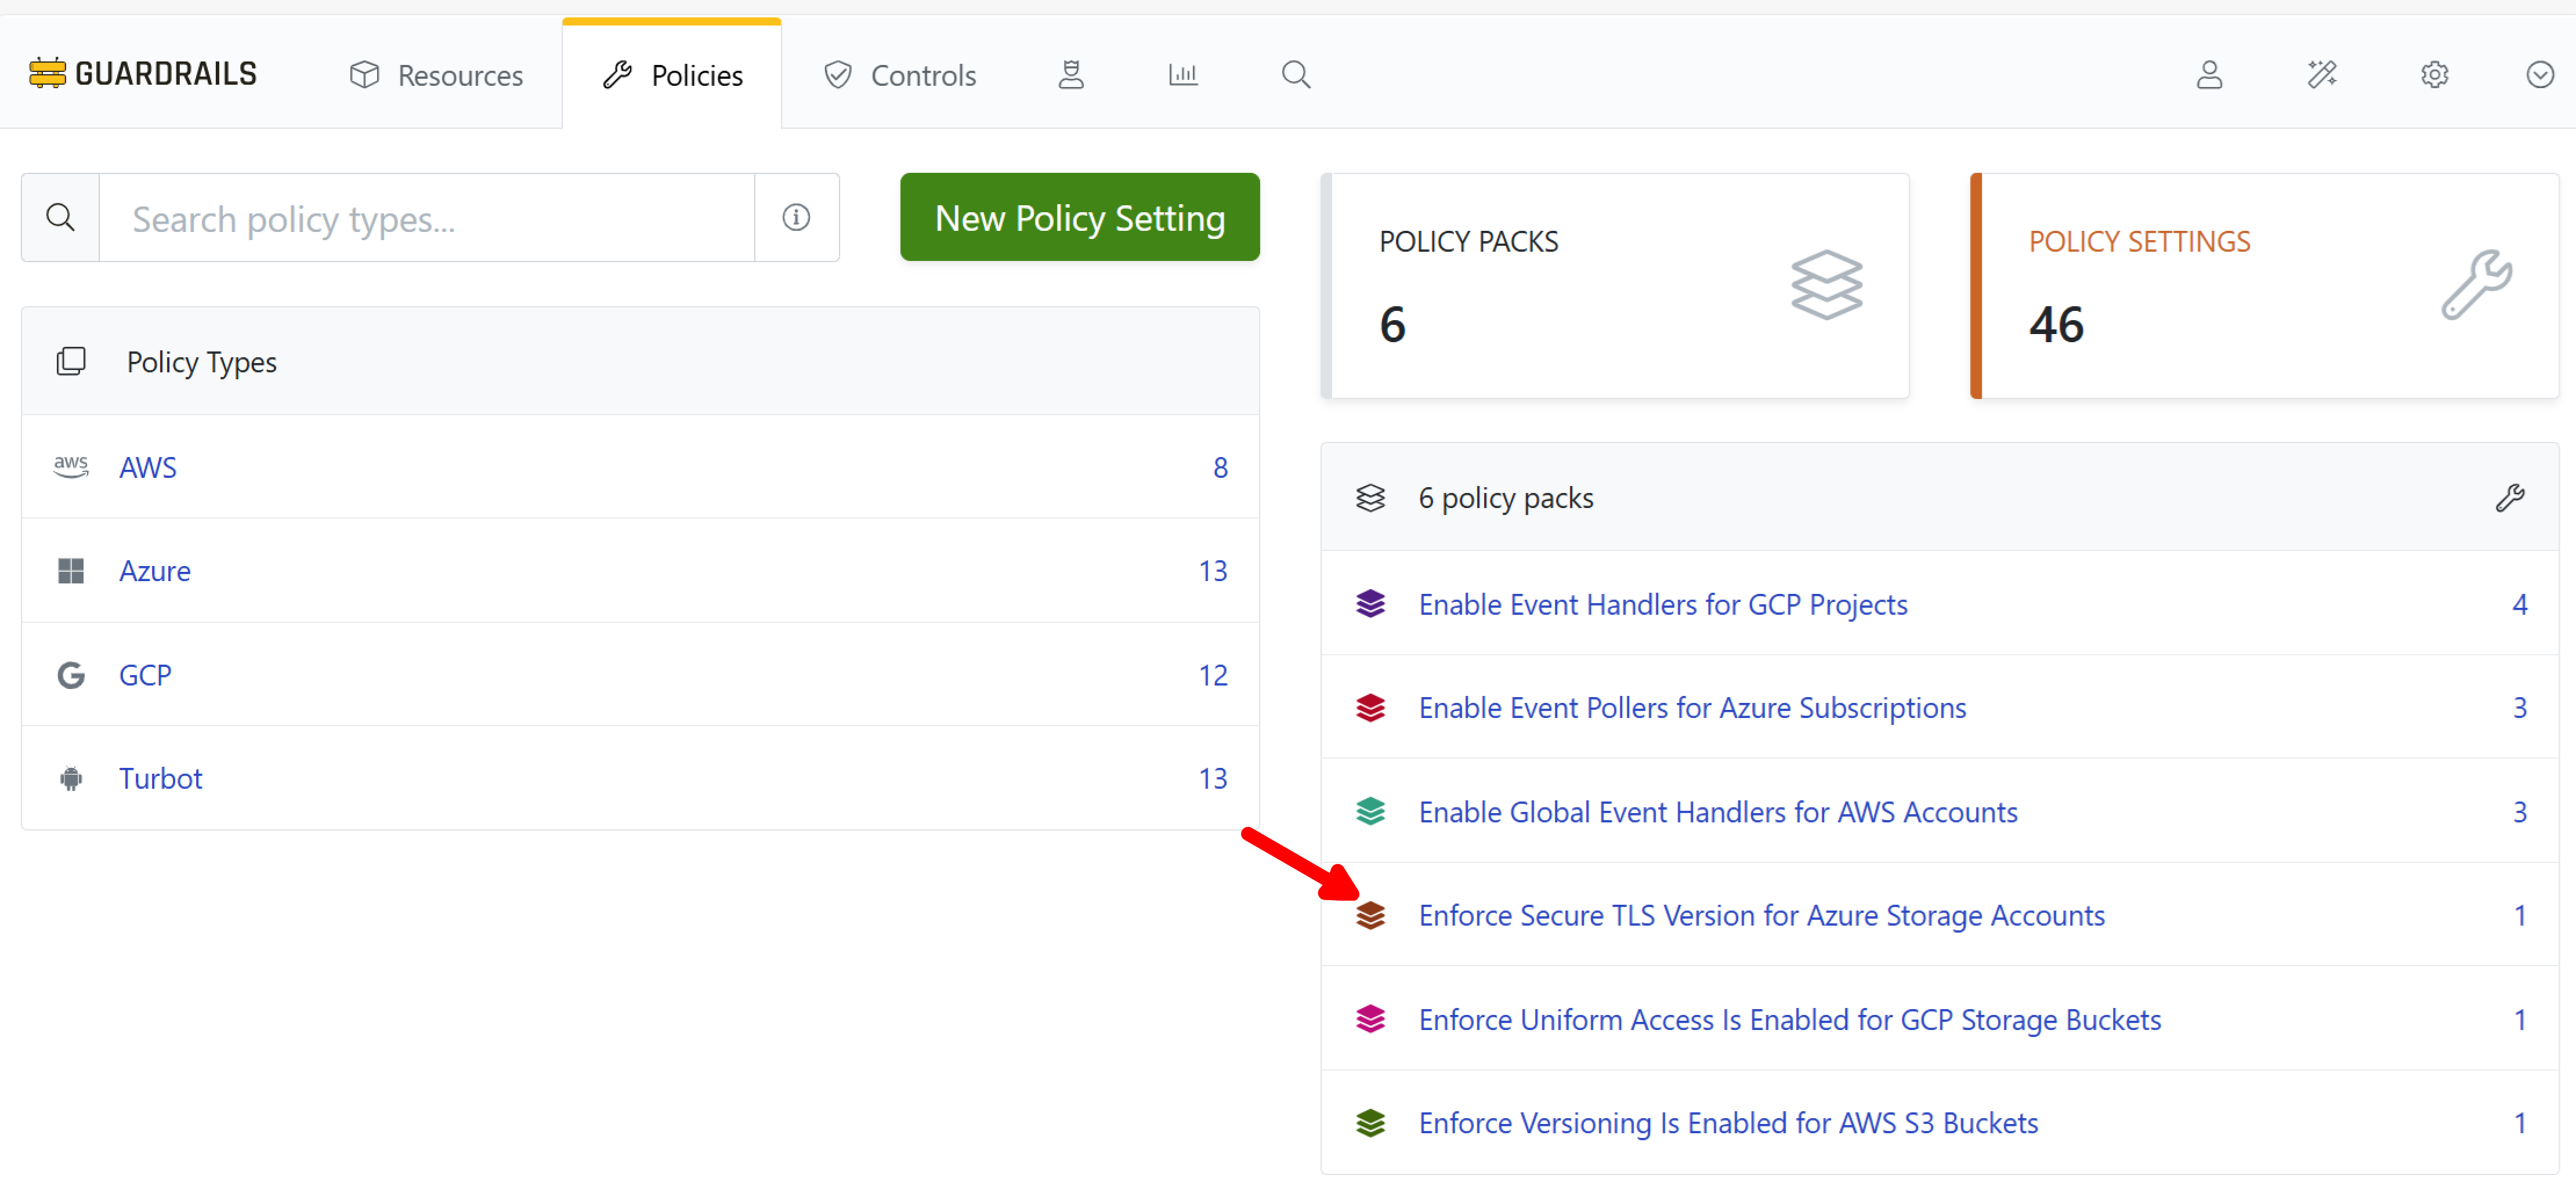 GUARDRAILS
Resources
Policies
Controls
Search policy types...
New Policy Setting
Policy Types
aws AWS 8
Azure 13
GCP 12
Turbot 13
POLICY PACKS
6
POLICY SETTINGS
46
6 policy packs
Enable Event Handlers for GCP Projects 4
Enable Event Pollers for Azure Subscriptions 3
Enable Global Event Handlers for AWS Accounts 3
Enforce Secure TLS Version for Azure Storage Accounts 1
Enforce Uniform Access Is Enabled for GCP Storage Buckets 1
Enforce Versioning Is Enabled for AWS S3 Buckets 1